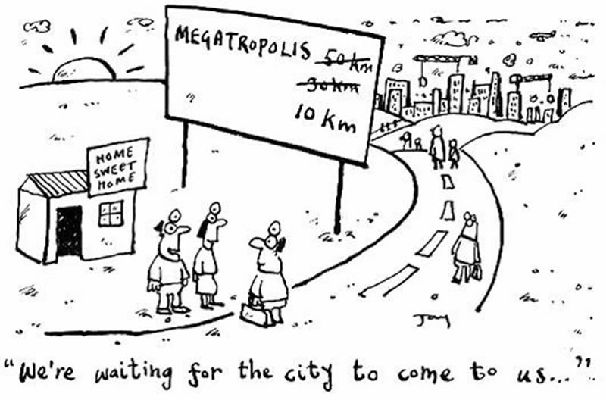 MEGATROPOLIS 50 km
30 km
10 km
HOME
SWEET
HOME
Jay
"We're waiting for the city to come to us..."